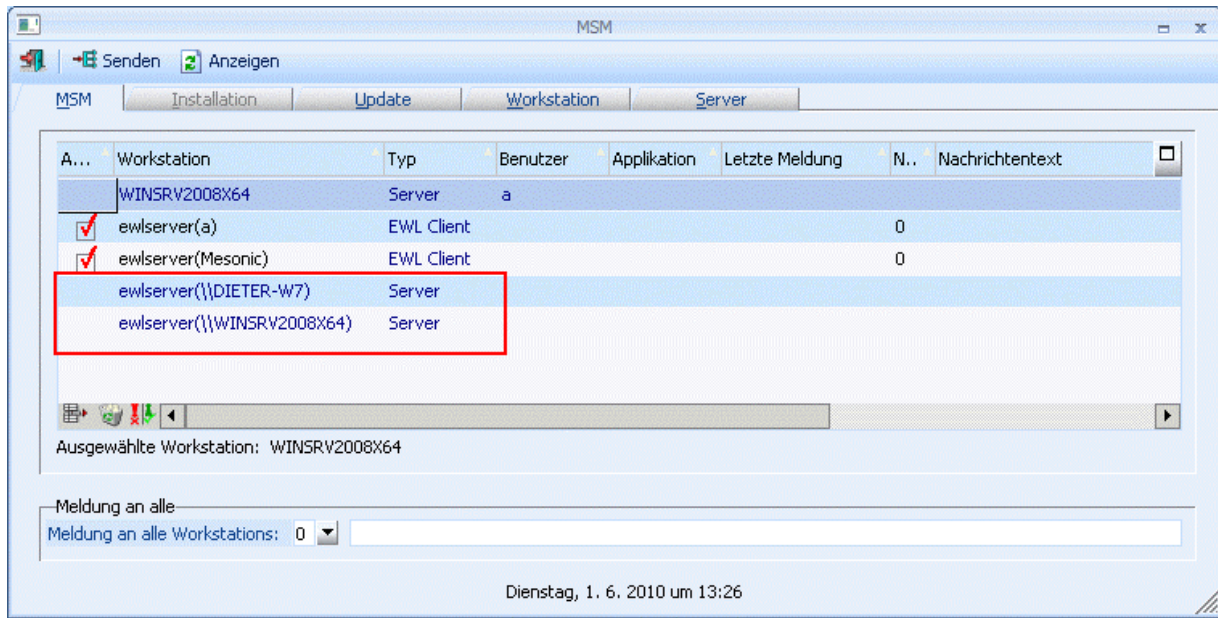 MSM
Senden Anzeigen
MSM Installation Update Workstation Server
A... Workstation Typ Benutzer Applikation Letzte Meldung N.. Nachrichtentext
WINSRV2008X64 Server a
ewlserver(a) EWL Client 0
ewlserver(Mesonic) EWL Client 0
ewlserver(\\DIETER-W7) Server
ewlserver(\\WINSRV2008X64) Server
Ausgewählte Workstation: WINSRV2008X64
Meldung an alle
Meldung an alle Workstations: 0
Dienstag, 1. 6. 2010 um 13:26